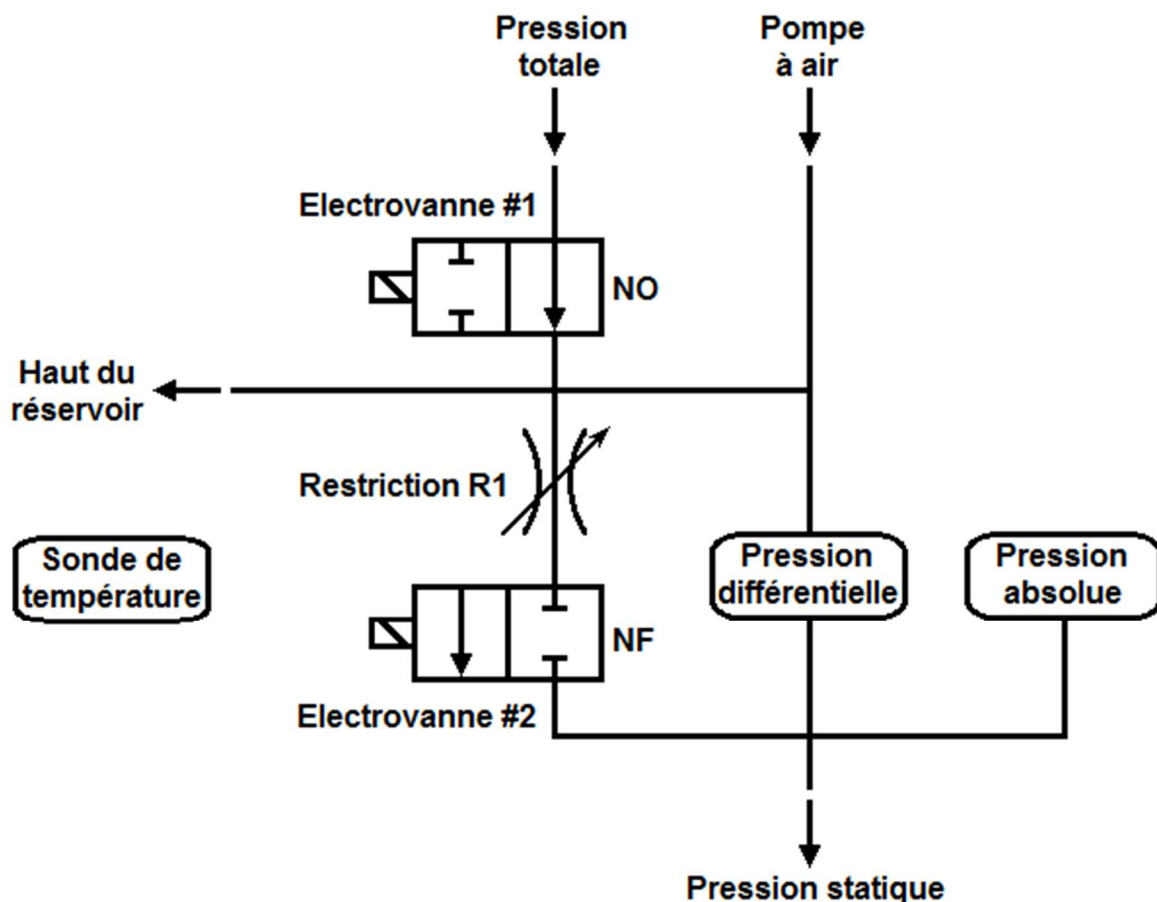 Pression
totale
Pompe
à air
Electrovanne #1
NO
Haut du
réservoir
Restriction R1
Sonde de
température
Pression
différentielle
Pression
absolue
NF
Electrovanne #2
Pression statique